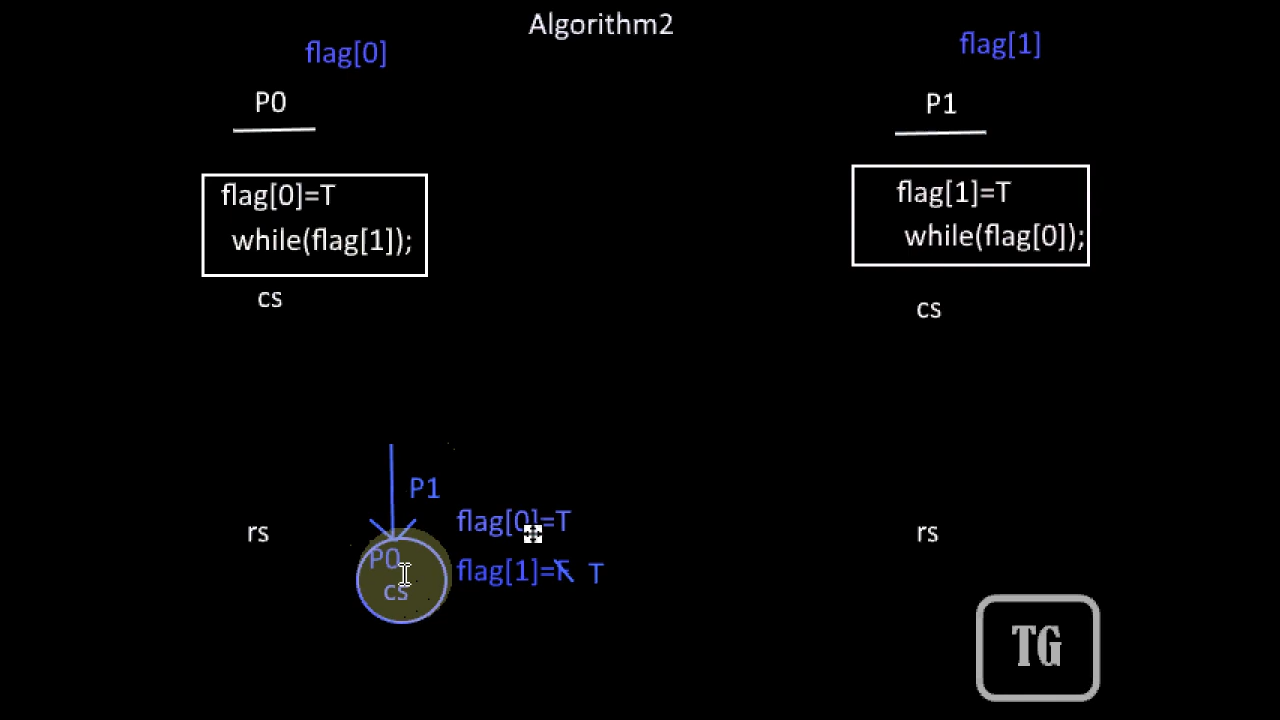 Algorithm2
flag[0]
flag[1]
P0
P1
flag[0]=T
while(flag[1]);
cs
flag[1]=T
while(flag[0]);
cs
P1
flag[0]=T
P0
flag[1]=F T
cs
rs
rs
TG